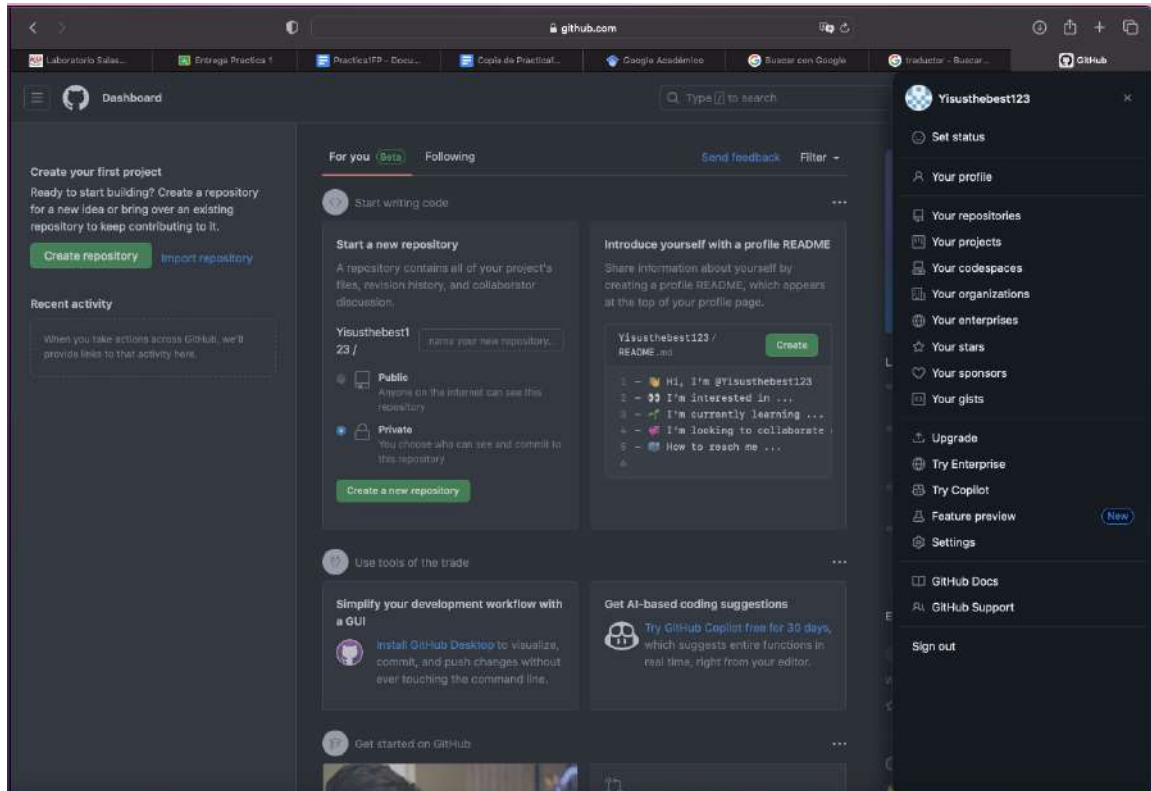 github.com
Laboratorio Salas...
Entrega Practica 1
Practica1FP – Docu...
Copia de Practica1...
Google Académico
Buscar con Google
traductor - Buscar...
GitHub
Dashboard
Type / to search
Create your first project
Ready to start building? Create a repository
for a new idea or bring over an existing
repository to keep contributing to it.
Create repository
Import repository
Recent activity
When you take actions across GitHub, we'll
provide links to that activity here.
For you
Beta
Following
Send feedback
Filter
Start writing code
Start a new repository
A repository contains all of your project's
files, revision history, and collaborator
discussion.
Yisusthebest1
23 /
name your new repository...
Public
Anyone on the internet can see this
repository
Private
You choose who can see and commit to
this repository
Create a new repository
Introduce yourself with a profile README
Share information about yourself by
creating a profile README, which appears
at the top of your profile page.
Yisusthebest123 /
README.md
Create
1 – 👋 Hi, I'm @Yisusthebest123
2 – 👀 I'm interested in ...
3 – 🌱 I'm currently learning ...
4 – 💞️ I'm looking to collaborate
5 – 📫 How to reach me ...
6
Use tools of the trade
Simplify your development workflow with
a GUI
Install GitHub Desktop to visualize,
commit, and push changes without
ever touching the command line.
Get AI-based coding suggestions
Try GitHub Copilot free for 30 days,
which suggests entire functions in
real time, right from your editor.
Get started on GitHub
Yisusthebest123
Set status
Your profile
Your repositories
Your projects
Your codespaces
Your organizations
Your enterprises
Your stars
Your sponsors
Your gists
Upgrade
Try Enterprise
Try Copilot
Feature preview
New
Settings
GitHub Docs
GitHub Support
Sign out